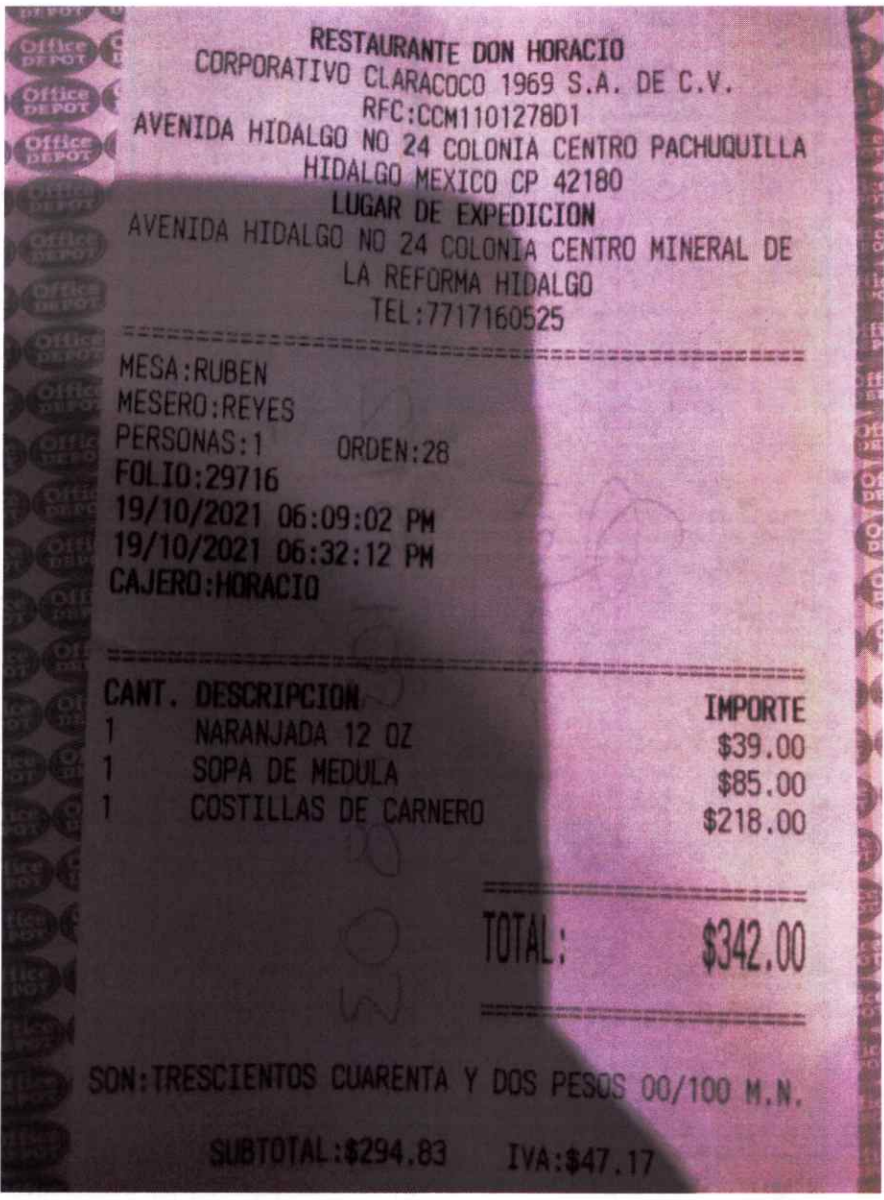 RESTAURANTE DON HORACIO
CORPORATIVO CLARACOCO 1969 S.A. DE C.V.
RFC:CCM1101278D1
AVENIDA HIDALGO NO 24 COLONIA CENTRO PACHUQUILLA
HIDALGO MEXICO CP 42180
LUGAR DE EXPEDICION
AVENIDA HIDALGO NO 24 COLONIA CENTRO MINERAL DE
LA REFORMA HIDALGO
TEL:7717160525
MESA:RUBEN
MESERO:REYES
PERSONAS:1 ORDEN:28
FOLIO:29716
19/10/2021 06:09:02 PM
19/10/2021 06:32:12 PM
CAJERO:HORACIO
CANT. DESCRIPCION IMPORTE
1 NARANJADA 12 OZ $39.00
1 SOPA DE MEDULA $85.00
1 COSTILLAS DE CARNERO $218.00
TOTAL: $342.00
SON:TRESCIENTOS CUARENTA Y DOS PESOS 00/100 M.N.
SUBTOTAL:$294.83 IVA:$47.17
Office DEPOT